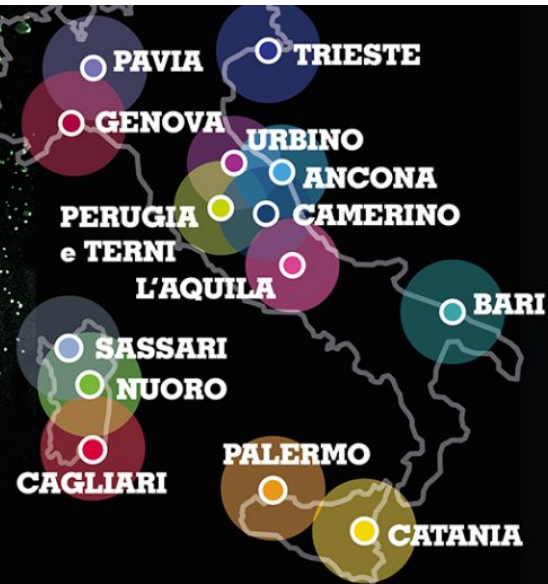 PAVIA
TRIESTE
GENOVA
URBINO
ANCONA
PERUGIA
e TERNI
CAMERINO
L'AQUILA
BARI
SASSARI
NUORO
CAGLIARI
PALERMO
CATANIA